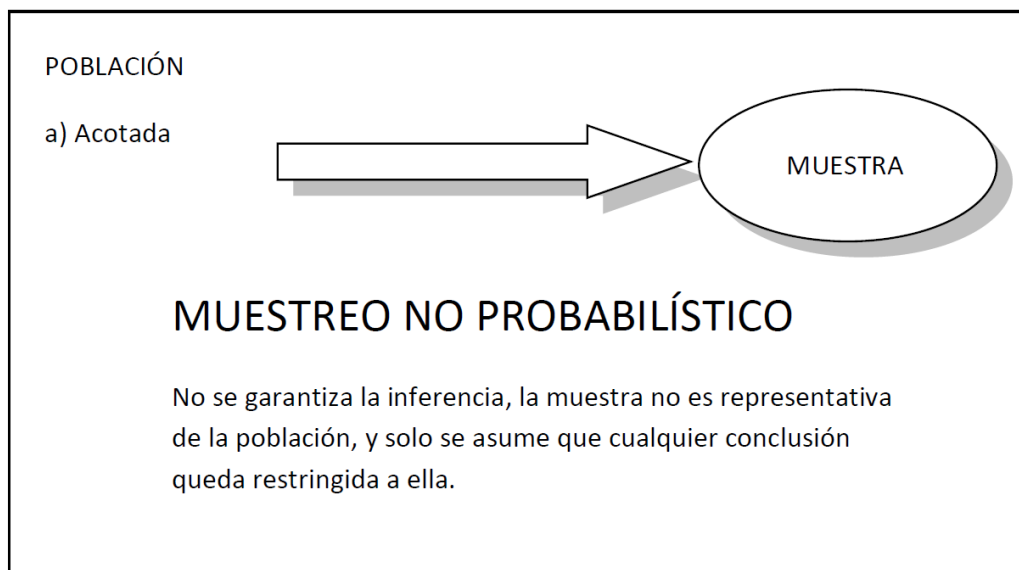 POBLACIÓN
a) Acotada
MUESTRA
MUESTREO NO PROBABILÍSTICO
No se garantiza la inferencia, la muestra no es representativa
de la población, y solo se asume que cualquier conclusión
queda restringida a ella.